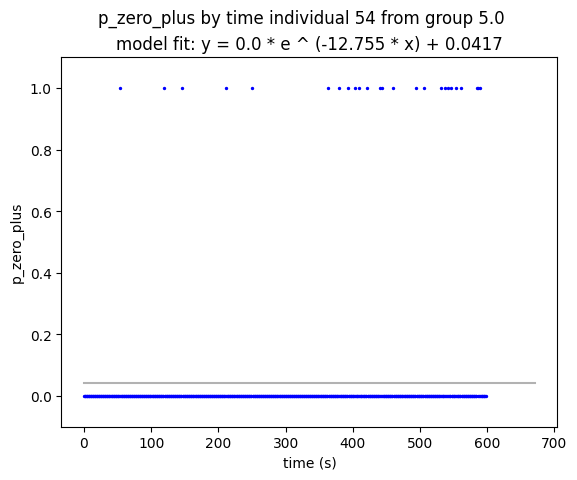 p_zero_plus by time individual 54 from group 5.0
model fit: y = 0.0 * e ^ (-12.755 * x) + 0.0417
1.0
0.8
0.6
0.4
0.2
0.0
p_zero_plus
0 100 200 300 400 500 600 700
time (s)